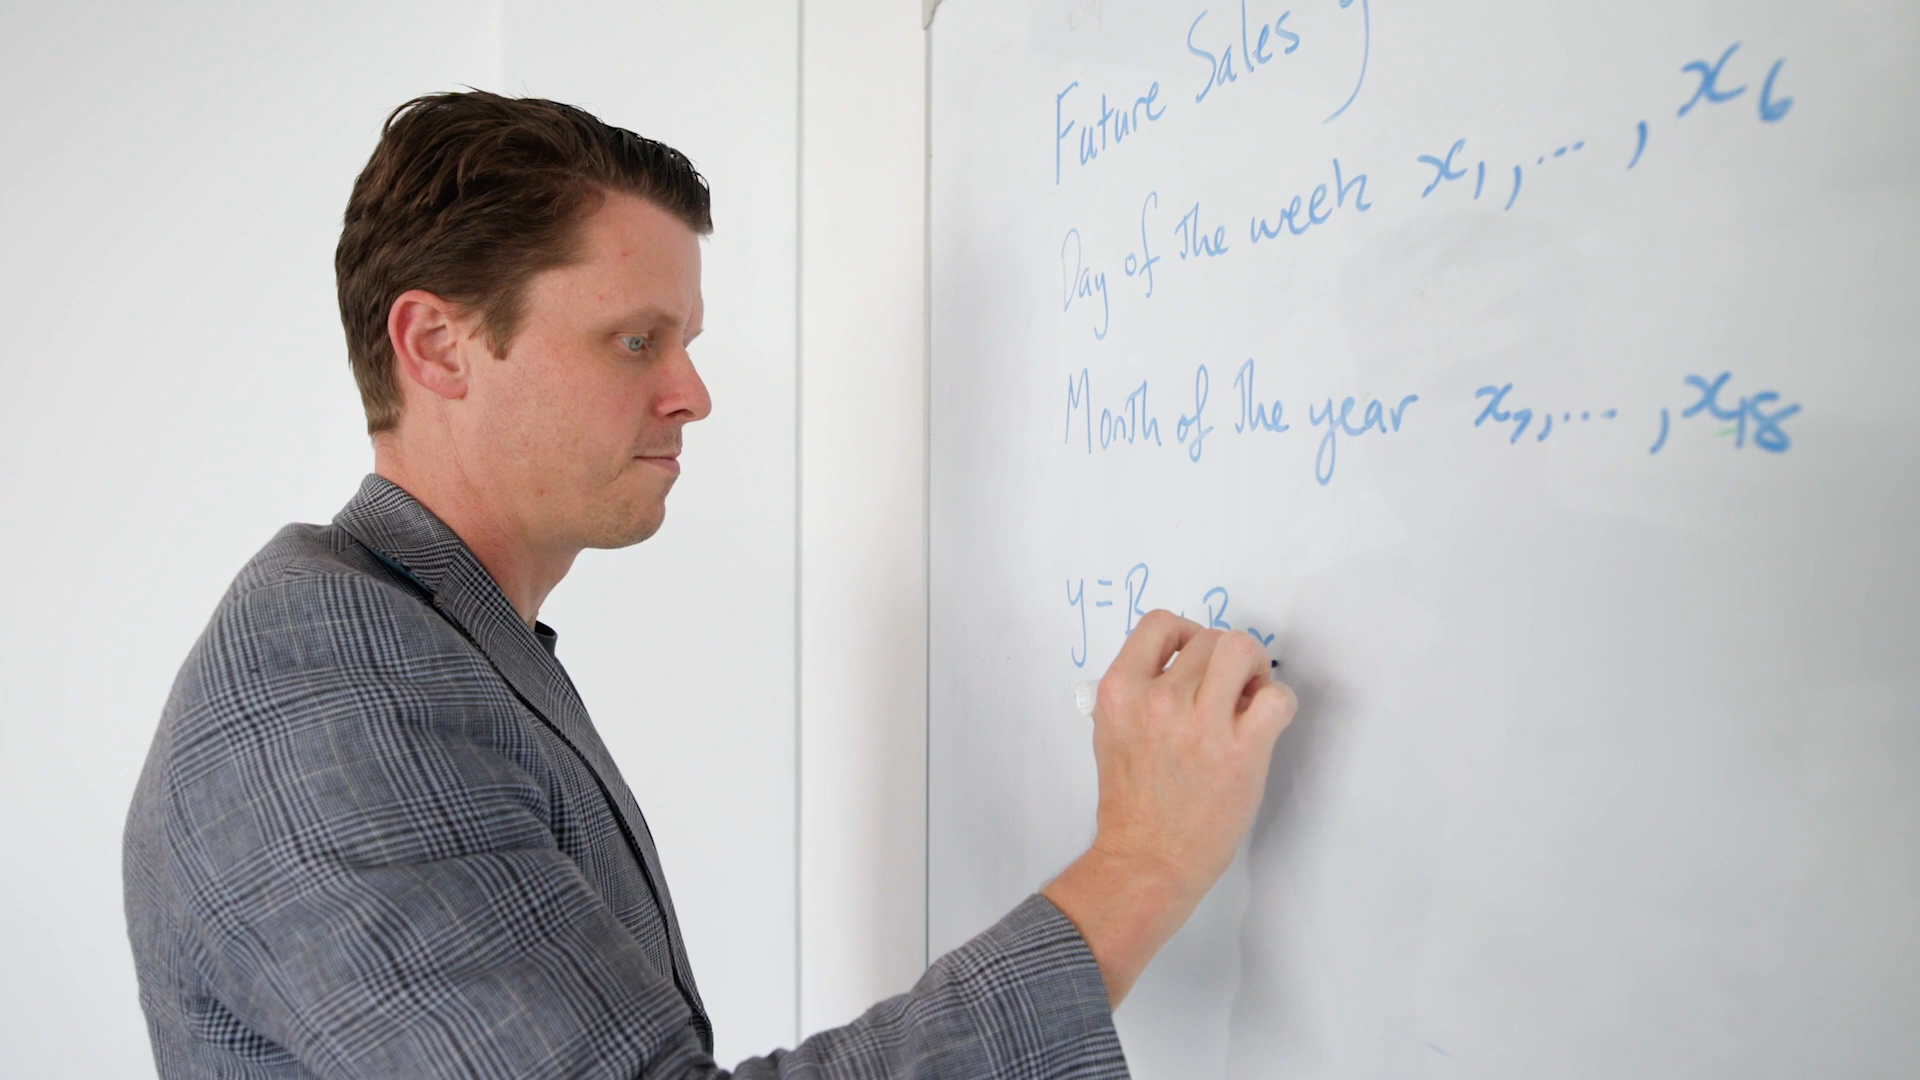 Future Sales y
Day of the week x₁, ... , x₆
Month of the year x₇, ... , x₁₈
y = B + B x